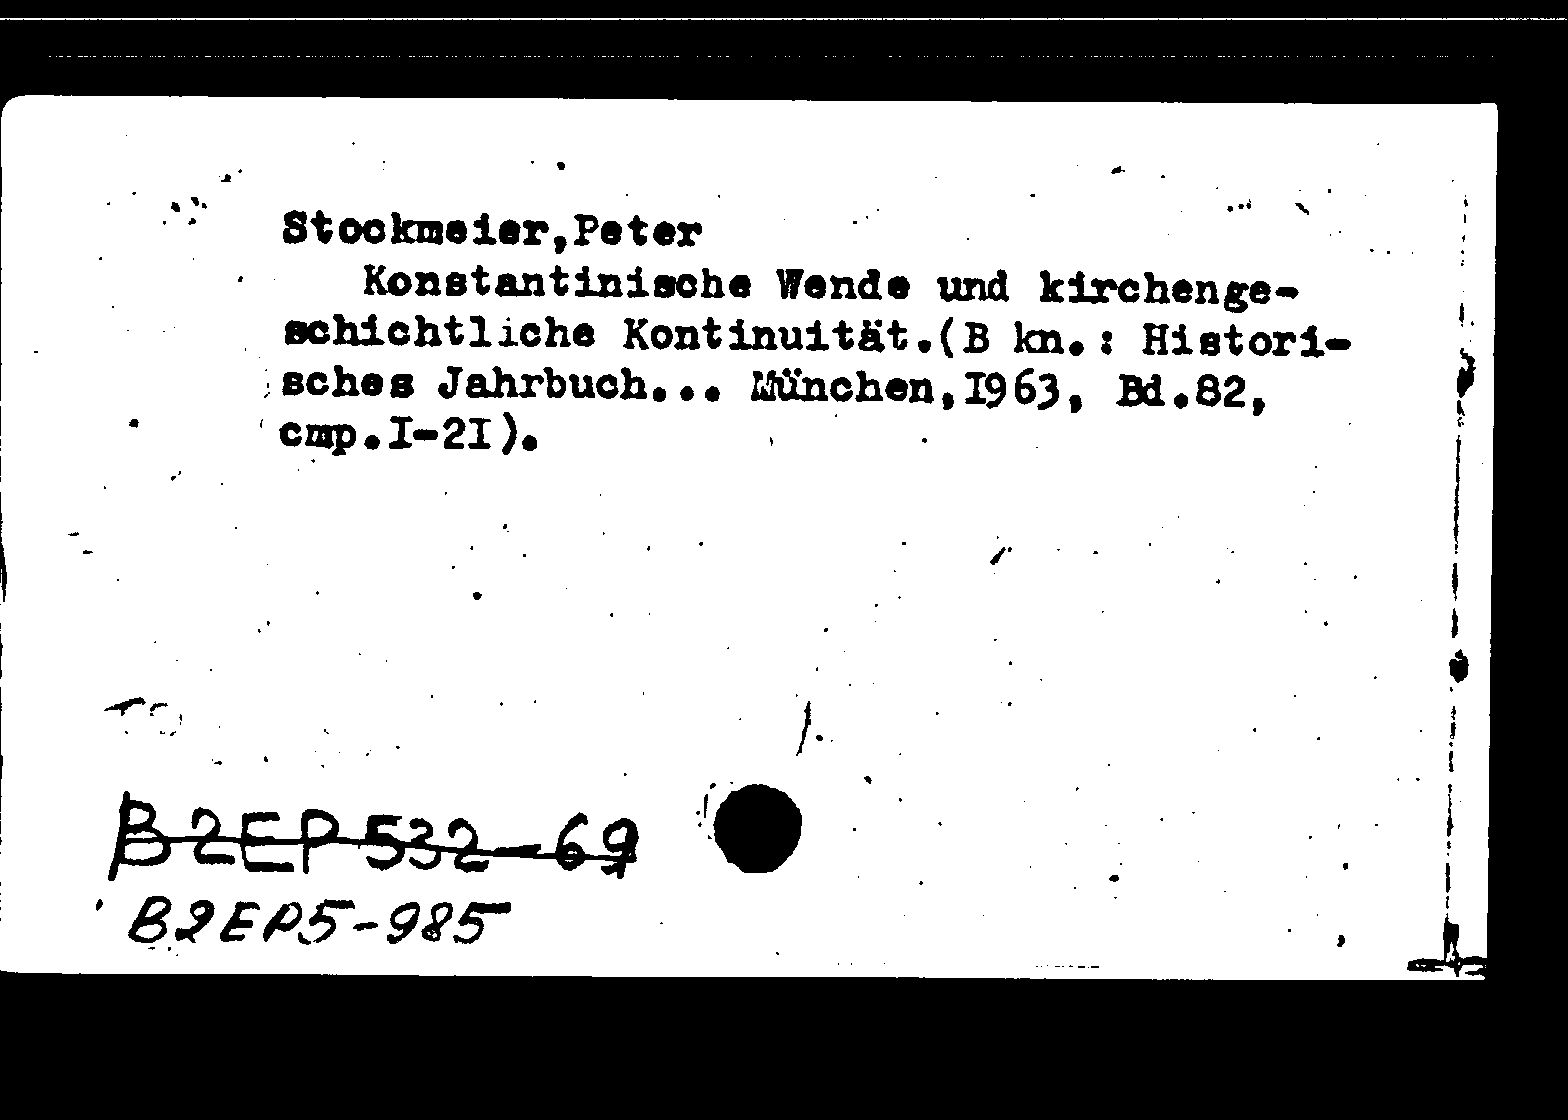 Stockmeier,Peter
Konstantinische Wende und kirchenge-
schichtliche Kontinuität.(В кн.: Histori-
sches Jahrbuch... München,I963, Bd.82,
стр.I-2I).
B2EP532-69
B2EP5-985